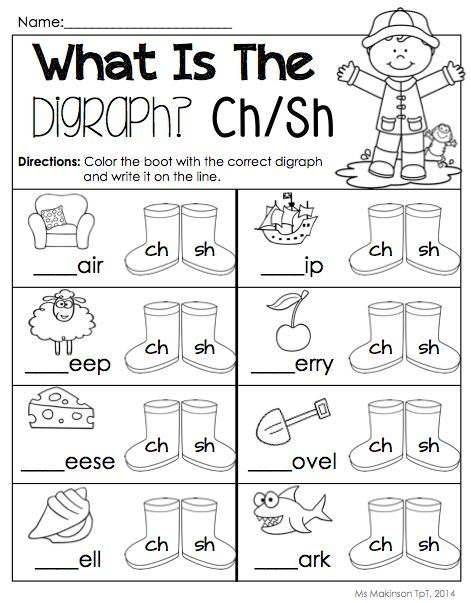 Name:____________________
What Is The
Digraph? Ch/Sh
Directions: Color the boot with the correct digraph
and write it on the line.
ch sh
____air
ch sh
____ip
ch sh
____eep
ch sh
____erry
ch sh
____eese
ch sh
____ovel
ch sh
____ell
ch sh
____ark
Ms Makinson TpT, 2014